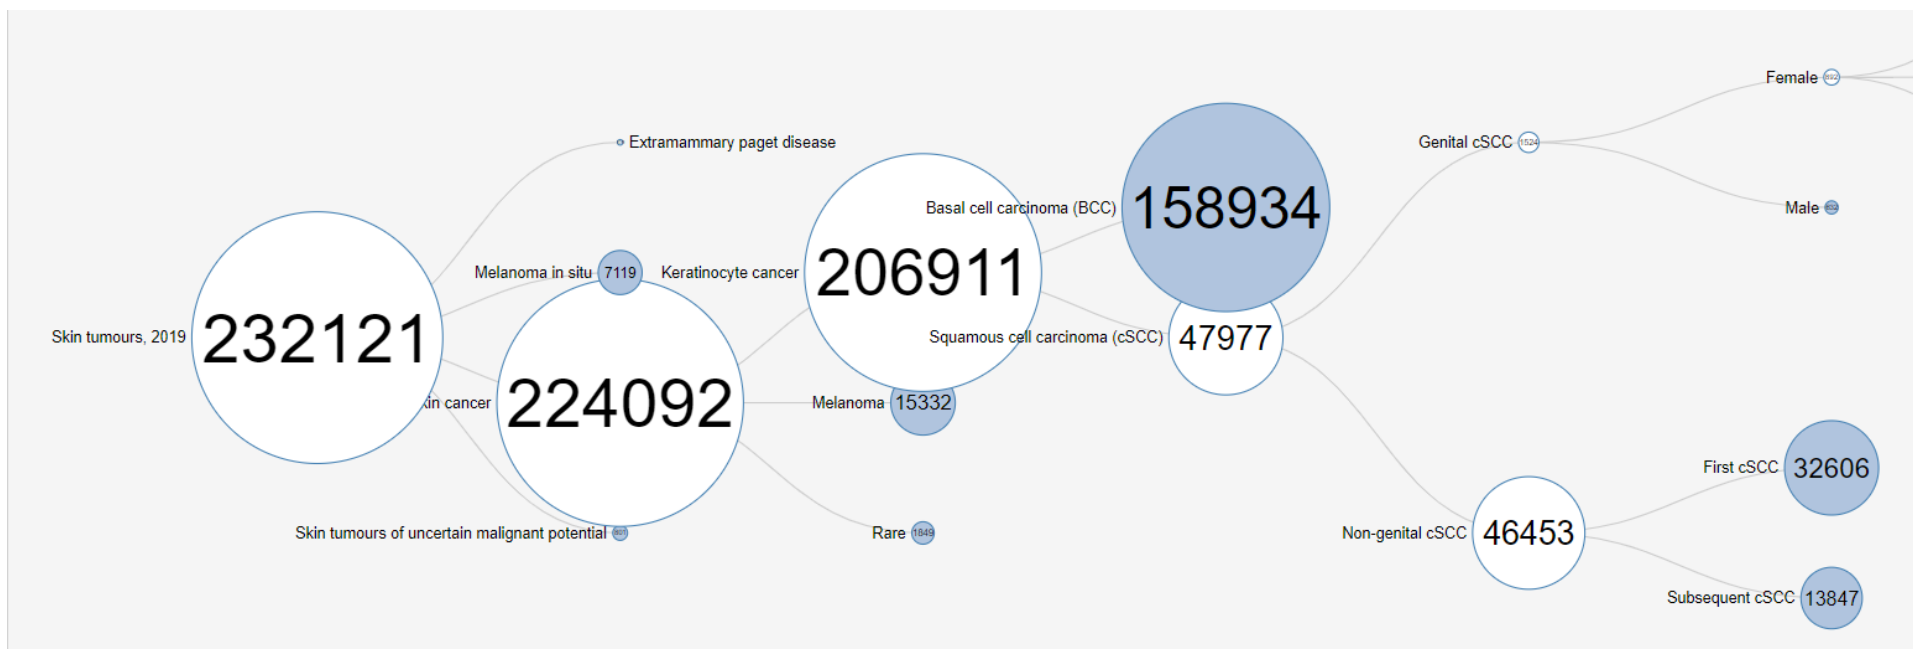 Female
Extramammary paget disease
Genital cSCC 1524
Basal cell carcinoma (BCC) 158934
Male
Melanoma in situ 7119
Keratinocyte cancer 206911
Skin tumours, 2019 232121
Squamous cell carcinoma (cSCC) 47977
cancer 224092
Melanoma 15332
First cSCC 32606
Skin tumours of uncertain malignant potential
Rare 1849
Non-genital cSCC 46453
Subsequent cSCC 13847